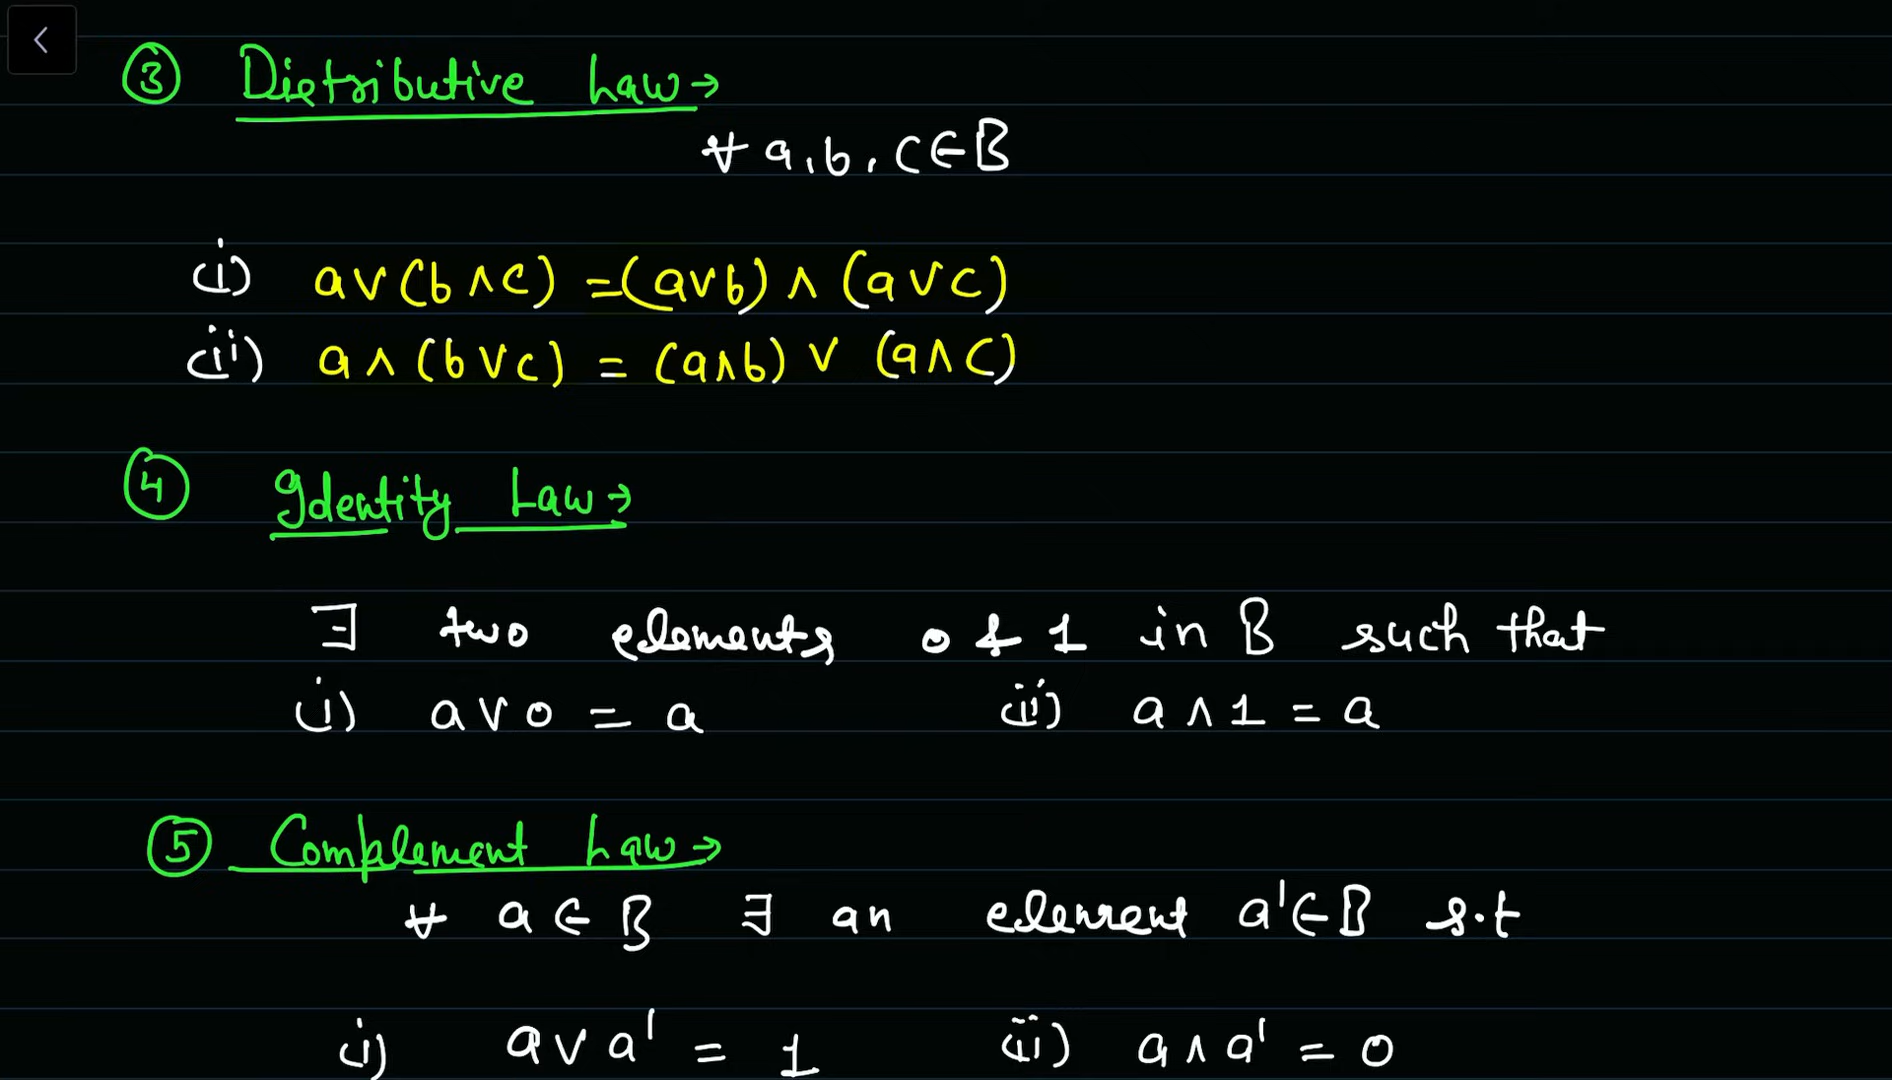 ③ Distributive Law→
∀ a, b, c ∈ B
(i) a∨(b∧c) = (a∨b) ∧ (a∨c)
(ii) a∧(b∨c) = (a∧b) ∨ (a∧c)
④ Identity Law→
∃ two elements 0 & 1 in B such that
(i) a∨0 = a (ii) a∧1 = a
⑤ Complement Law→
∀ a ∈ B ∃ an element a' ∈ B s.t
(i) a∨a' = 1 (ii) a∧a' = 0